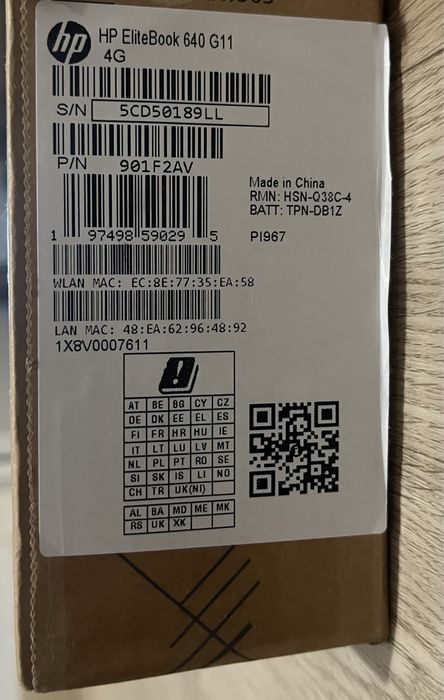 hp
HP EliteBook 640 G11
4G
S/N 5CD50189LL
P/N 901F2AV
1 97498 59029 5
Made in China
RMN: HSN-Q38C-4
BATT: TPN-DB1Z
PI967
WLAN MAC: EC:8E:77:35:EA:58
LAN MAC: 48:EA:62:96:48:92
1X8V0007611
AT BE BG CY CZ
DE DK EE EL ES
FI FR HR HU IE
IT LT LU LV MT
NL PL PT RO SE
SI SK IS LI NO
CH TR UK(NI)
AL BA MD ME MK
RS UK XK